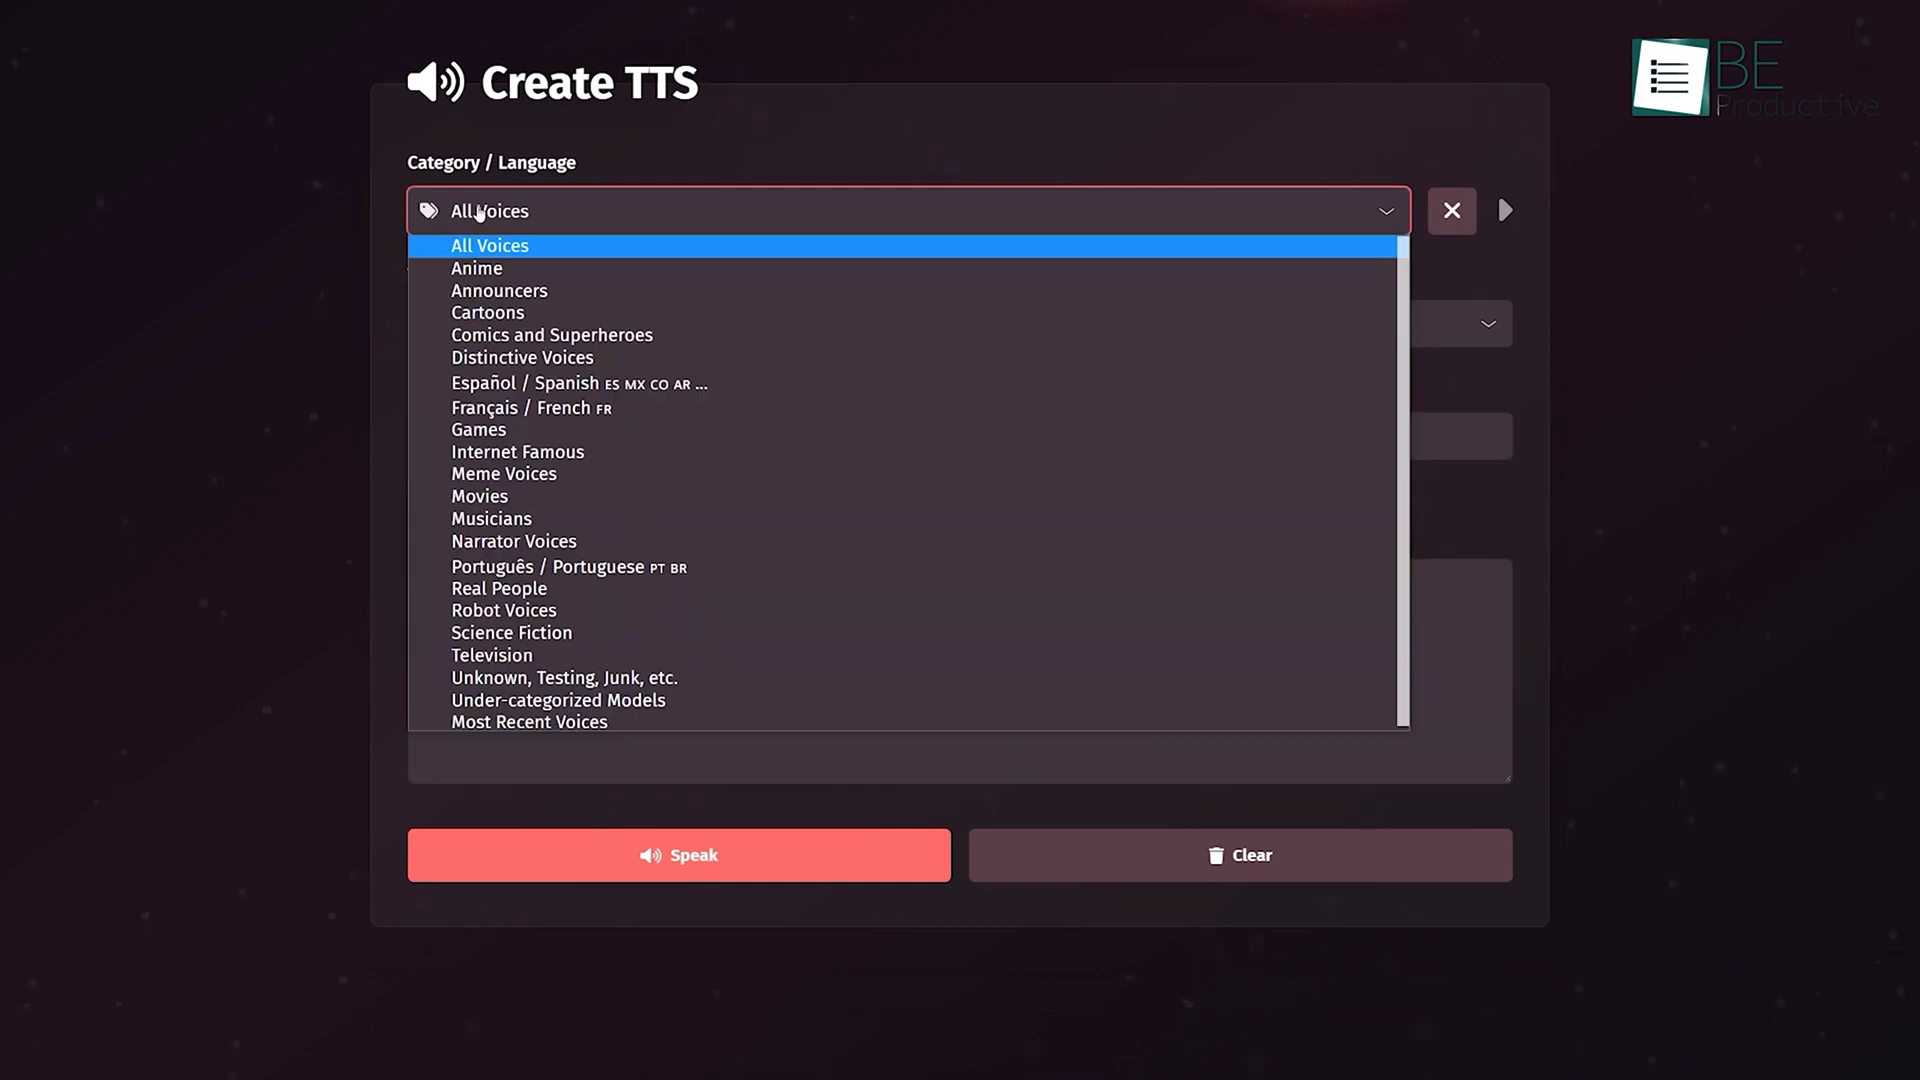 Create TTS
BE
Productive
Category / Language
All Voices
All Voices
Anime
Announcers
Cartoons
Comics and Superheroes
Distinctive Voices
Español / Spanish ES MX CO AR ...
Français / French FR
Games
Internet Famous
Meme Voices
Movies
Musicians
Narrator Voices
Português / Portuguese PT BR
Real People
Robot Voices
Science Fiction
Television
Unknown, Testing, Junk, etc.
Under-categorized Models
Most Recent Voices
Speak
Clear